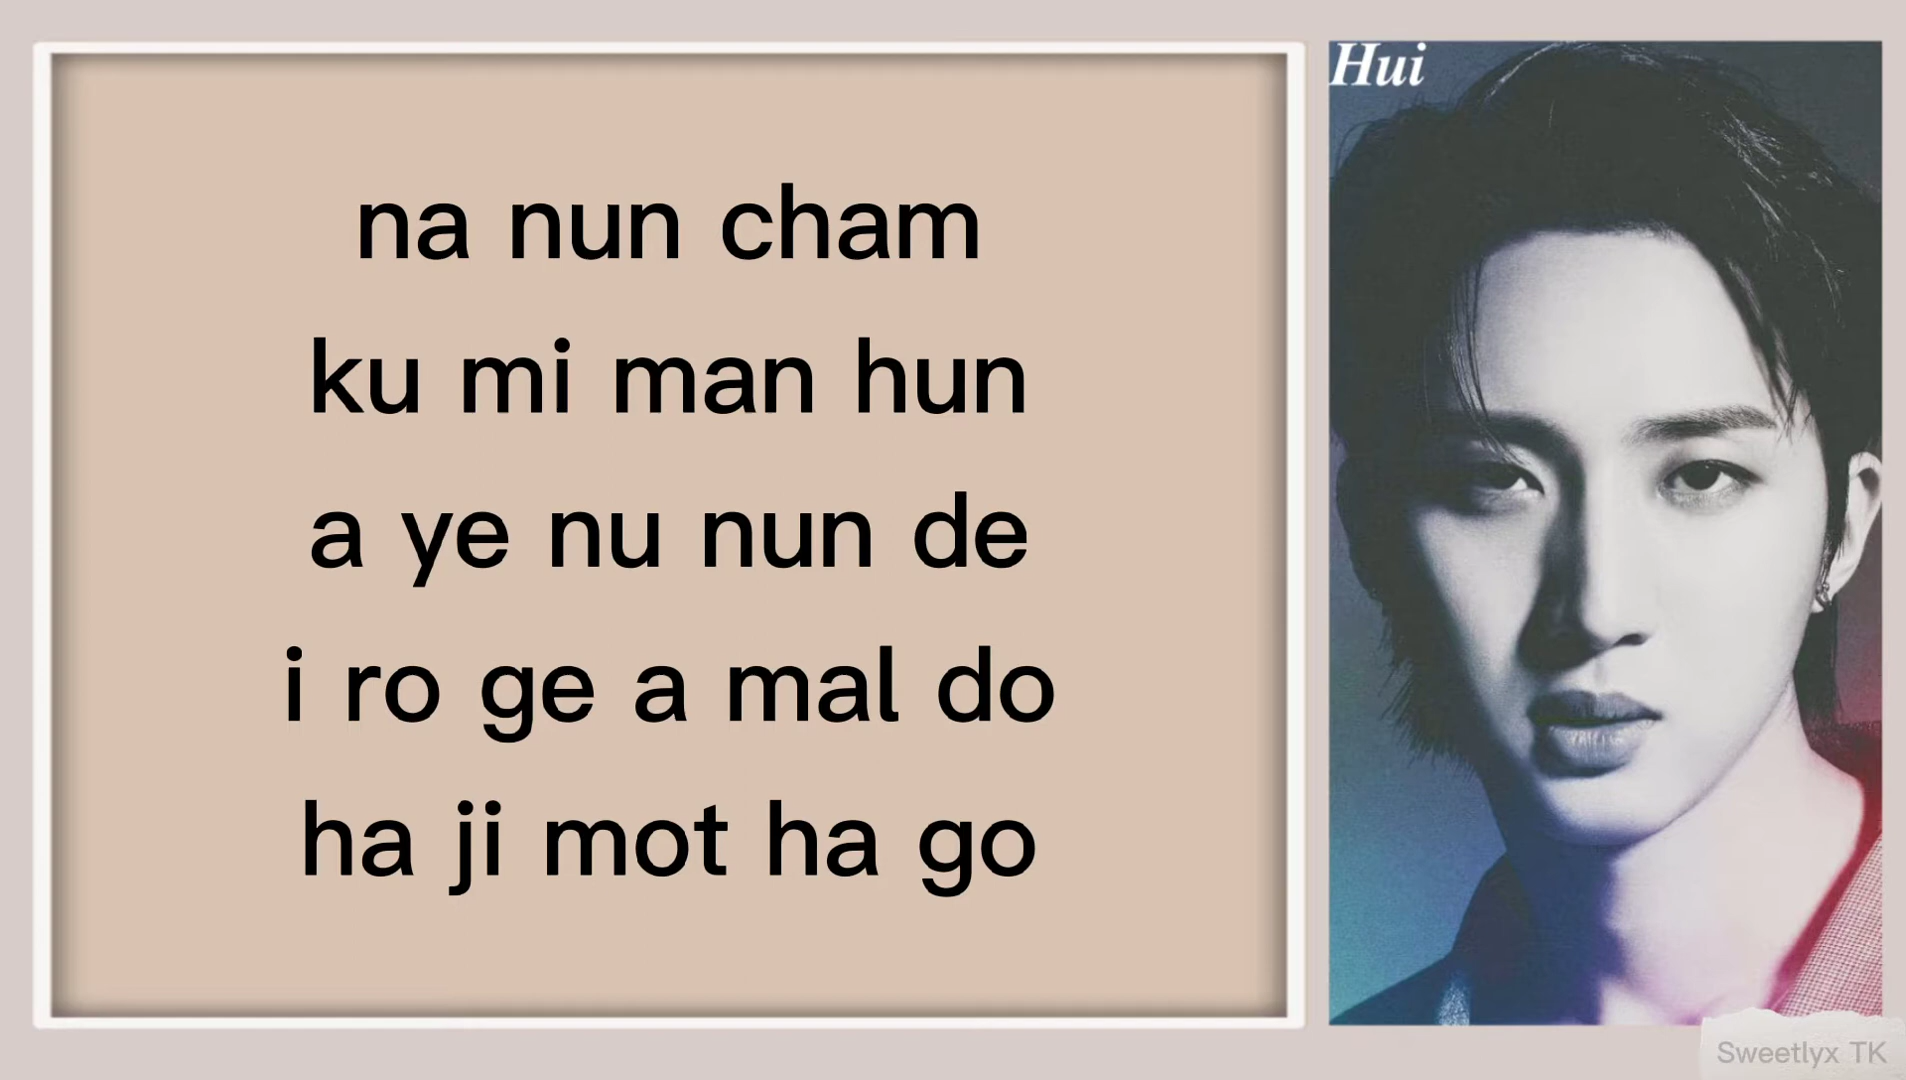 Hui
na nun cham
ku mi man hun
a ye nu nun de
i ro ge a mal do
ha ji mot ha go
Sweetlyx TK